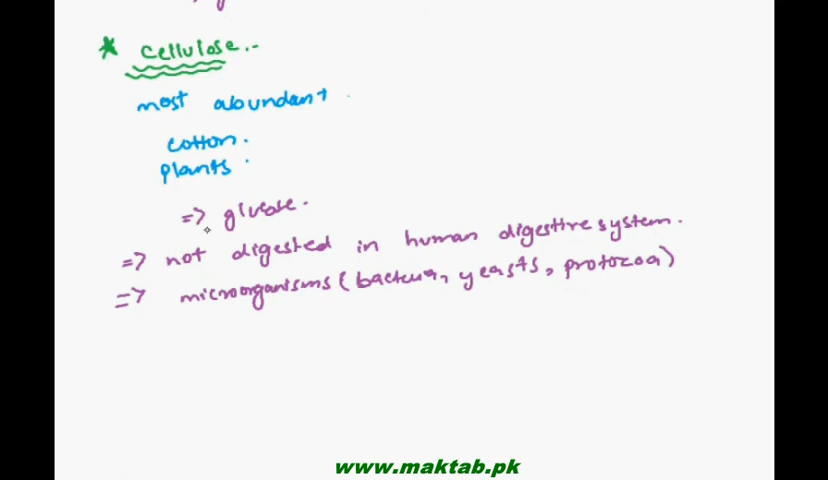 * Cellulose.-
most abundant
cotton.
plants
=> glucose.
=> not digested in human digestive system.
=> microorganisms (bacteria, yeasts, protozoa)
www.maktab.pk